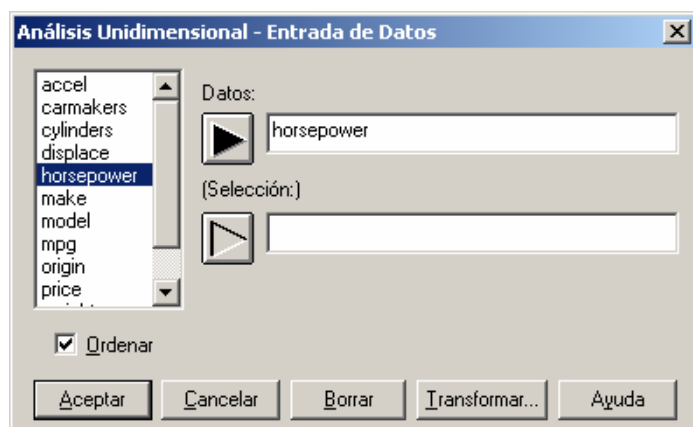 Análisis Unidimensional - Entrada de Datos
accel
carmakers
cylinders
displace
horsepower
make
model
mpg
origin
price
Datos:
horsepower
(Selección:)
Ordenar
Aceptar
Cancelar
Borrar
Transformar...
Ayuda